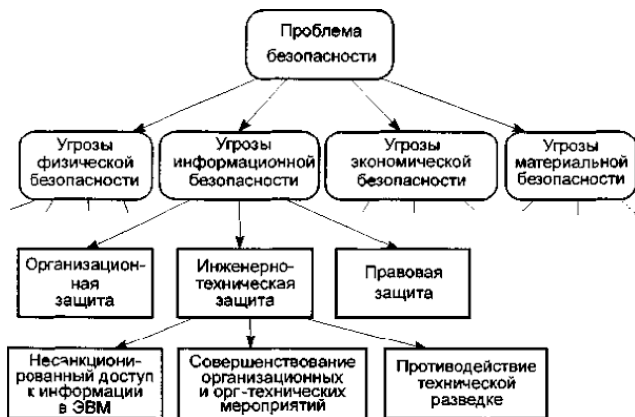 Проблема
безопасности
Угрозы
физической
безопасности
Угрозы
информационной
безопасности
Угрозы
экономической
безопасности
Угрозы
материальной
безопасности
Организацион-
ная
защита
Инженерно-
техническая
защита
Правовая
защита
Несанкциони-
рованный доступ
к информации
в ЭВМ
Совершенствование
организационных
и орг-технических
мероприятий
Противодействие
технической
разведке